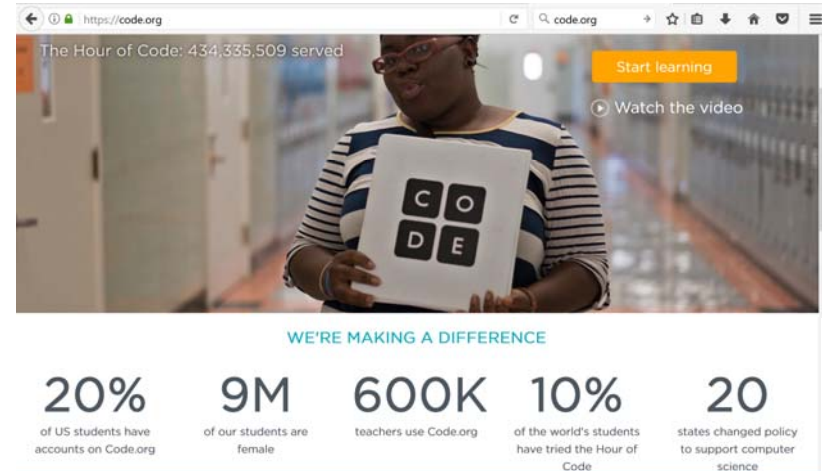 https://code.org
code.org
The Hour of Code: 434,335,509 served
Start learning
Watch the video
C O
D E
WE'RE MAKING A DIFFERENCE
20% 9M 600K 10% 20
of US students have of our students are teachers use Code.org of the world's students states changed policy
accounts on Code.org female have tried the Hour of to support computer
Code science